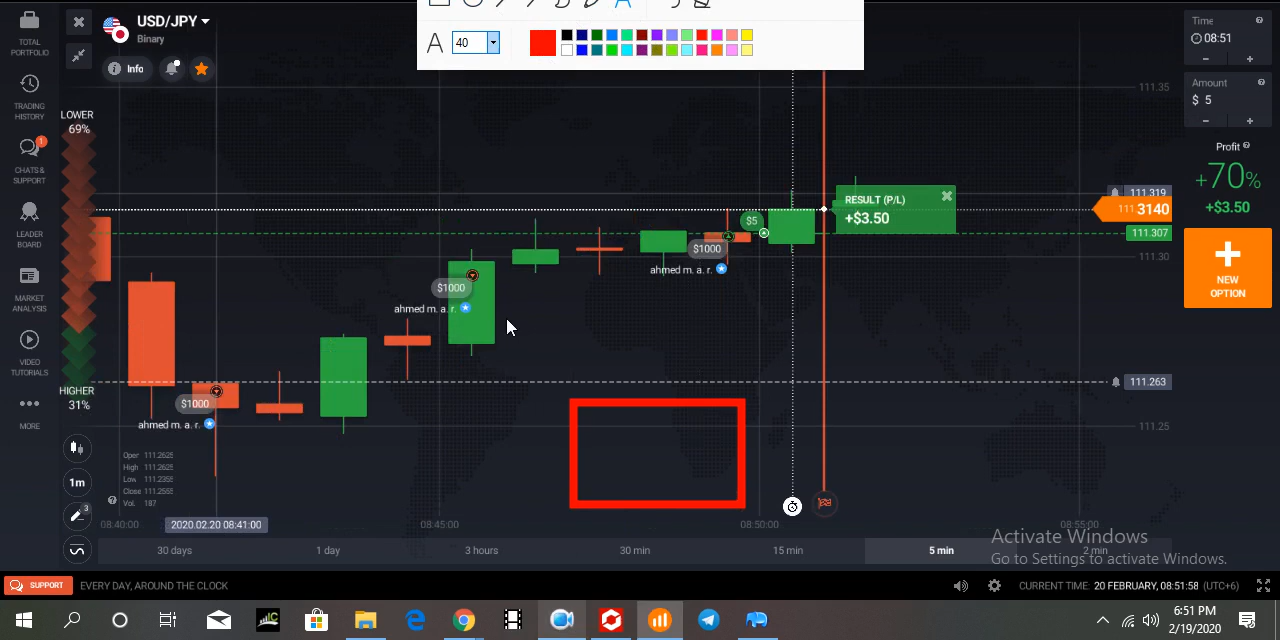 TOTAL
PORTFOLIO
TRADING
HISTORY
1
CHATS &
SUPPORT
LEADER
BOARD
MARKET
ANALYSIS
VIDEO
TUTORIALS
MORE
USD/JPY
Binary
Info
A
40
LOWER
69%
HIGHER
31%
$1000
ahmed m. a. r.
$1000
ahmed m. a. r.
$1000
ahmed m. a. r.
$5
RESULT (P/L)
+$3.50
111.35
111.319
111 3140
111.307
111.30
111.263
111.25
Time
08:51
Amount
$ 5
Profit
+70%
+$3.50
NEW
OPTION
High 111.2625
Low 111.2355
Close 111.2555
Vol. 187
1m
3
08:40:00
2020.02.20 08:41:00
08:45:00
08:50:00
08:55:00
30 days
1 day
3 hours
30 min
15 min
5 min
2 min
Activate Windows
Go to Settings to activate Windows.
SUPPORT
EVERY DAY, AROUND THE CLOCK
CURRENT TIME: 20 FEBRUARY, 08:51:58 (UTC+6)
6:51 PM
2/19/2020